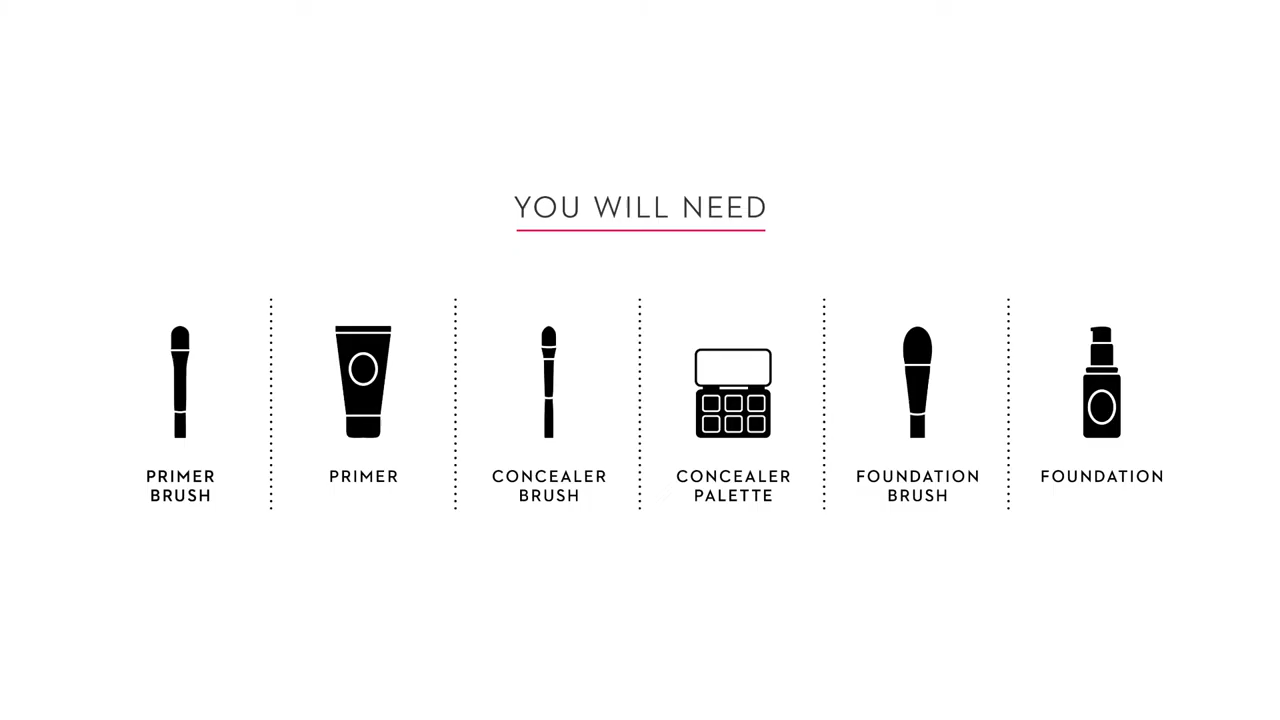 YOU WILL NEED
PRIMER
BRUSH
PRIMER
CONCEALER
BRUSH
CONCEALER
PALETTE
FOUNDATION
BRUSH
FOUNDATION